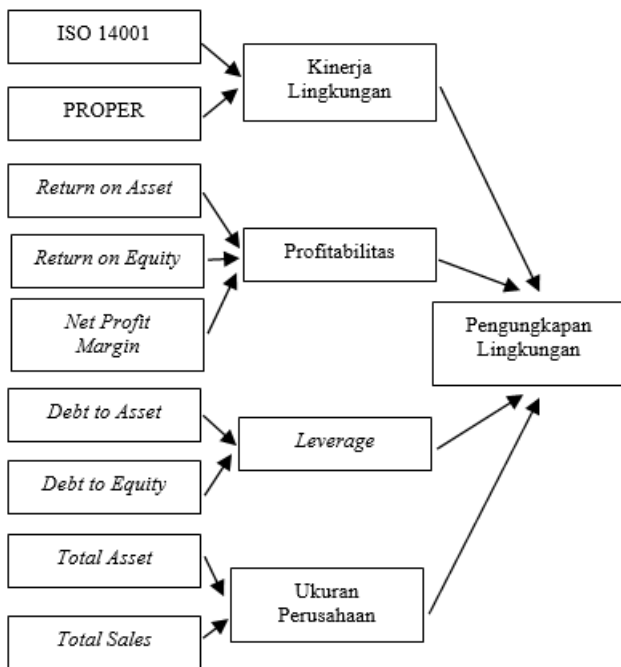 ISO 14001
PROPER
Kinerja
Lingkungan
Return on Asset
Return on Equity
Net Profit
Margin
Profitabilitas
Pengungkapan
Lingkungan
Debt to Asset
Debt to Equity
Leverage
Total Asset
Total Sales
Ukuran
Perusahaan